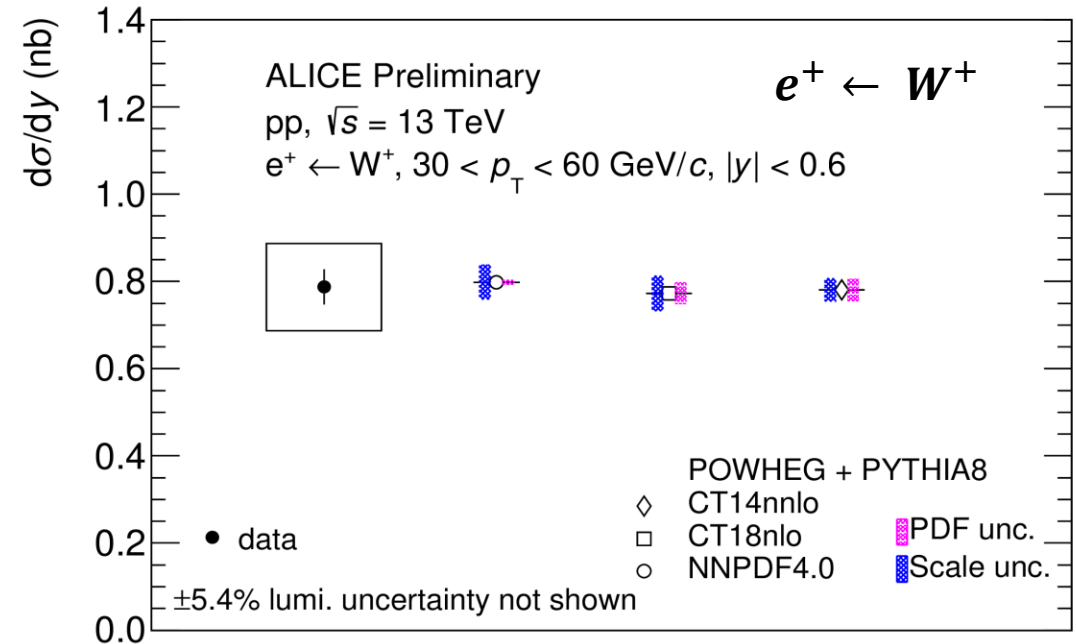 dσ/dy (nb)
1.4
1.2
1.0
0.8
0.6
0.4
0.2
0.0
ALICE Preliminary
pp, √s = 13 TeV
e⁺ ← W⁺, 30 < p_T < 60 GeV/c, |y| < 0.6
e⁺ ← W⁺
POWHEG + PYTHIA8
CT14nnlo
CT18nlo
NNPDF4.0
PDF unc.
Scale unc.
data
±5.4% lumi. uncertainty not shown